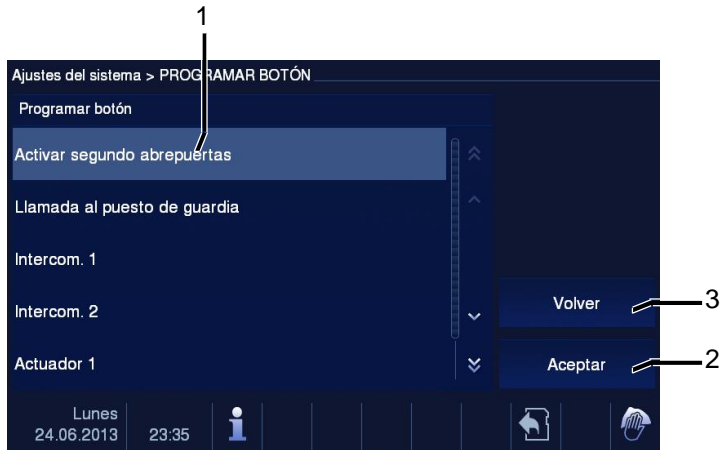 1
Ajustes del sistema > PROGRAMAR BOTÓN
Programar botón
Activar segundo abrepuertas
Llamada al puesto de guardia
Intercom. 1
Intercom. 2
Actuador 1
Volver
3
Aceptar
2
Lunes
24.06.2013 23:35